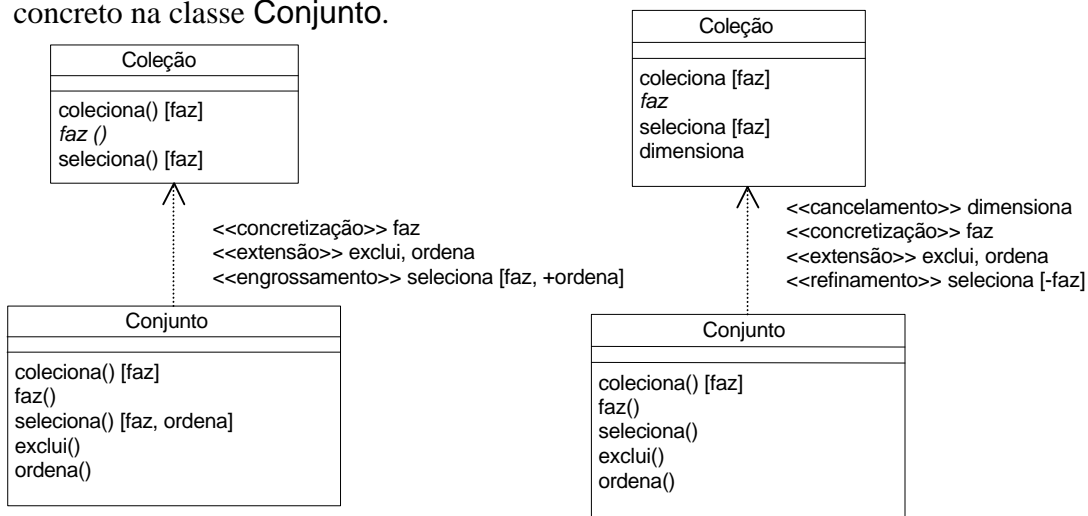 concreto na classe Conjunto.
Coleção
coleciona() [faz]
faz ()
seleciona() [faz]
<<concretização>> faz
<<extensão>> exclui, ordena
<<engrossamento>> seleciona [faz, +ordena]
Conjunto
coleciona() [faz]
faz()
seleciona() [faz, ordena]
exclui()
ordena()
Coleção
coleciona [faz]
faz
seleciona [faz]
dimensiona
<<cancelamento>> dimensiona
<<concretização>> faz
<<extensão>> exclui, ordena
<<refinamento>> seleciona [-faz]
Conjunto
coleciona() [faz]
faz()
seleciona()
exclui()
ordena()